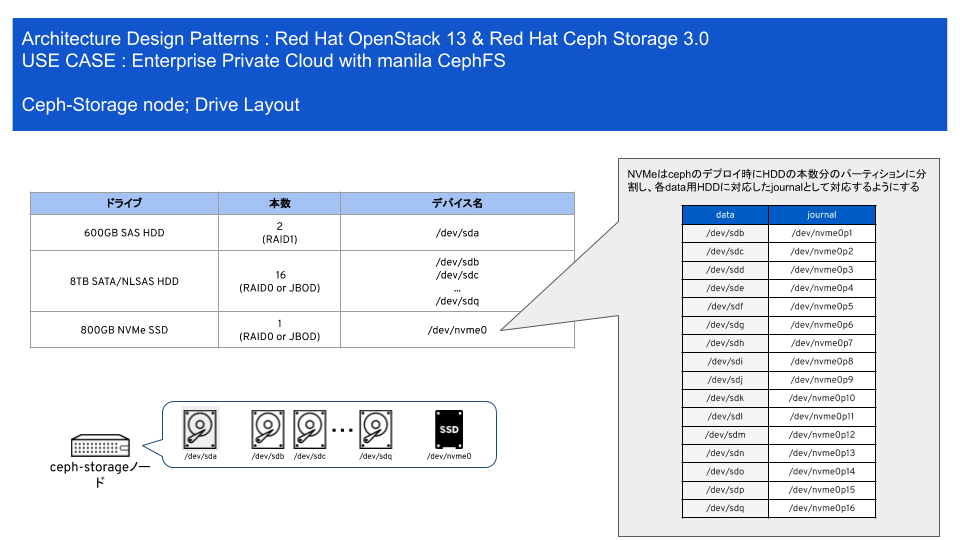 Architecture Design Patterns : Red Hat OpenStack 13 & Red Hat Ceph Storage 3.0
USE CASE : Enterprise Private Cloud with manila CephFS
Ceph-Storage node; Drive Layout
ドライブ 本数 デバイス名
600GB SAS HDD 2 (RAID1) /dev/sda
8TB SATA/NLSAS HDD 16 (RAID0 or JBOD) /dev/sdb
/dev/sdc
...
/dev/sdq
800GB NVMe SSD 1 (RAID0 or JBOD) /dev/nvme0
NVMeはcephのデプロイ時にHDDの本数分のパーティションに分
割し、各data用HDDに対応したjournalとして対応するようにする
data journal
/dev/sdb /dev/nvme0p1
/dev/sdc /dev/nvme0p2
/dev/sdd /dev/nvme0p3
/dev/sde /dev/nvme0p4
/dev/sdf /dev/nvme0p5
/dev/sdg /dev/nvme0p6
/dev/sdh /dev/nvme0p7
/dev/sdi /dev/nvme0p8
/dev/sdj /dev/nvme0p9
/dev/sdk /dev/nvme0p10
/dev/sdl /dev/nvme0p11
/dev/sdm /dev/nvme0p12
/dev/sdn /dev/nvme0p13
/dev/sdo /dev/nvme0p14
/dev/sdp /dev/nvme0p15
/dev/sdq /dev/nvme0p16
ceph-storageノー
ド
SSD
/dev/sda /dev/sdb /dev/sdc ... /dev/sdq /dev/nvme0